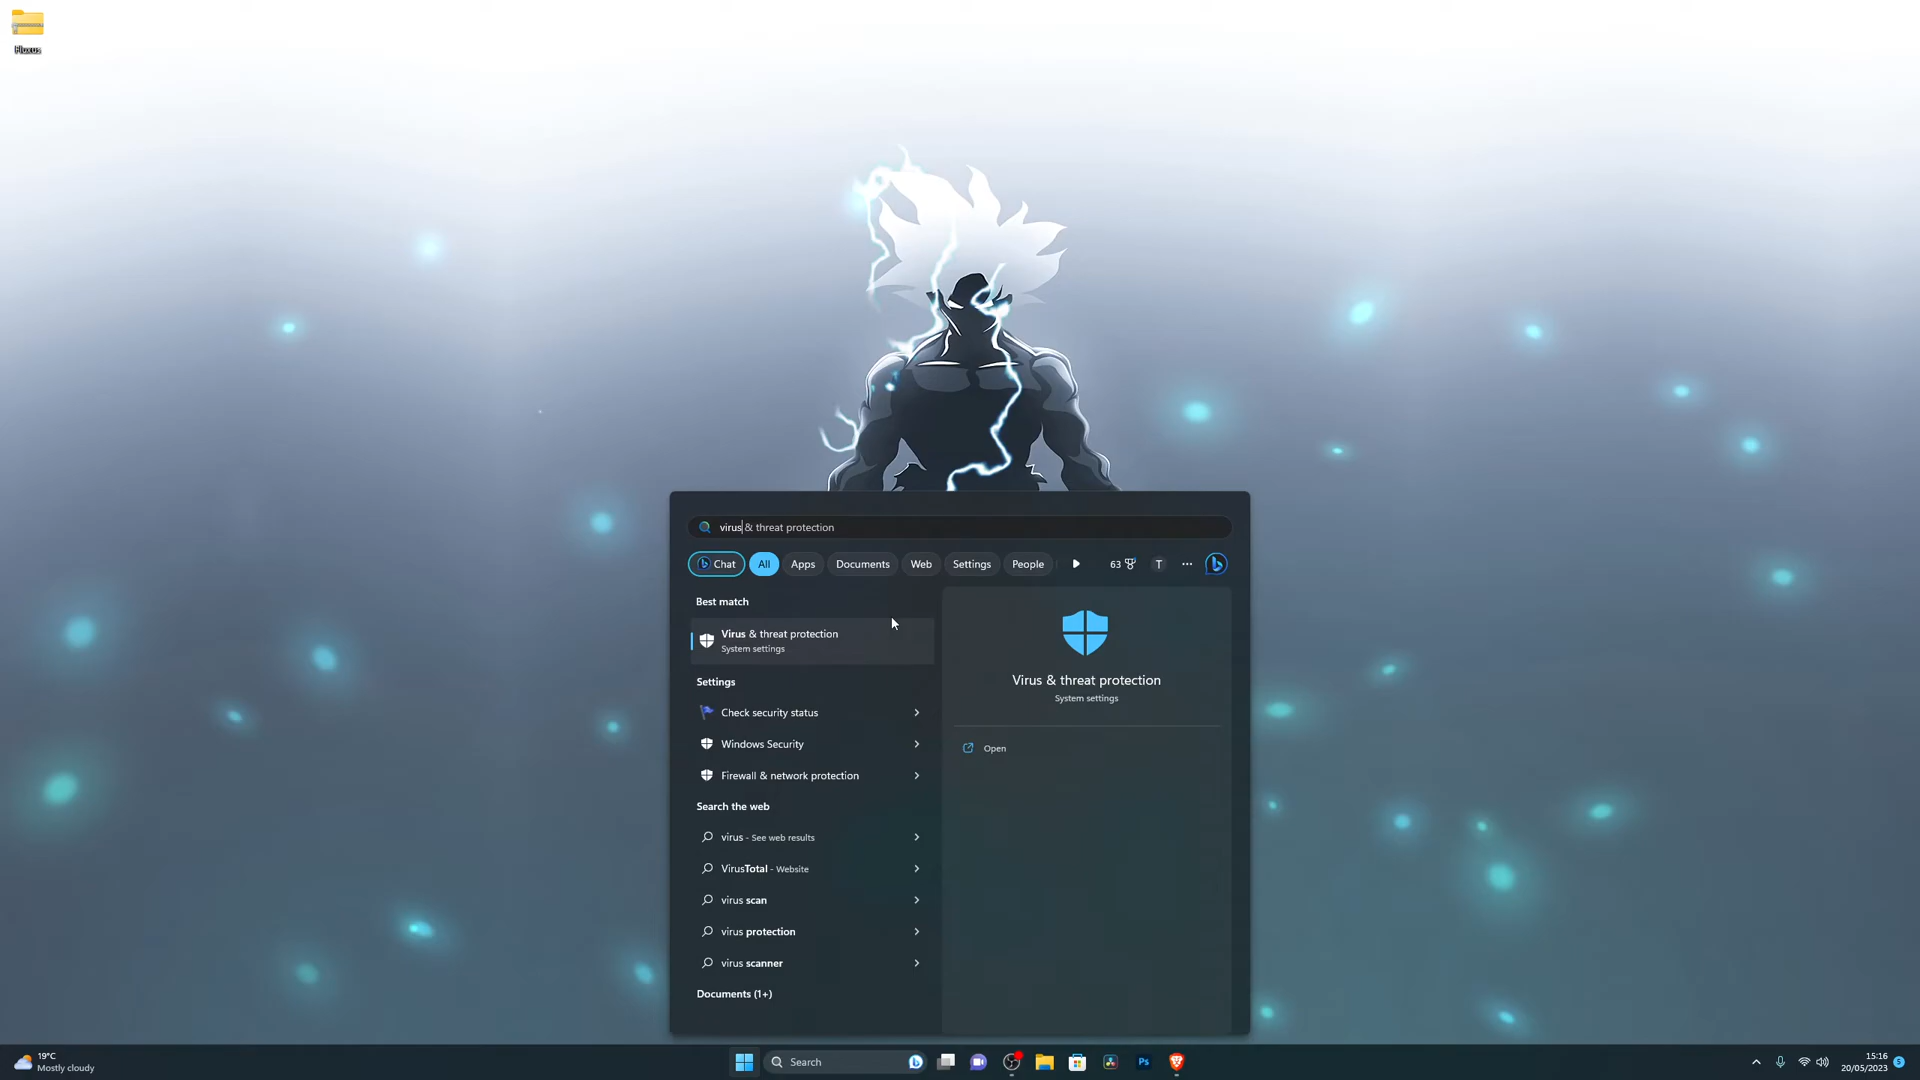 Fluxus
virus & threat protection
Chat
All
Apps
Documents
Web
Settings
People
63
T
Best match
Virus & threat protection
System settings
Settings
Check security status
Windows Security
Firewall & network protection
Search the web
virus - See web results
VirusTotal - Website
virus scan
virus protection
virus scanner
Documents (1+)
Virus & threat protection
System settings
Open
19°C
Mostly cloudy
Search
Ps
15:16
20/05/2023
5